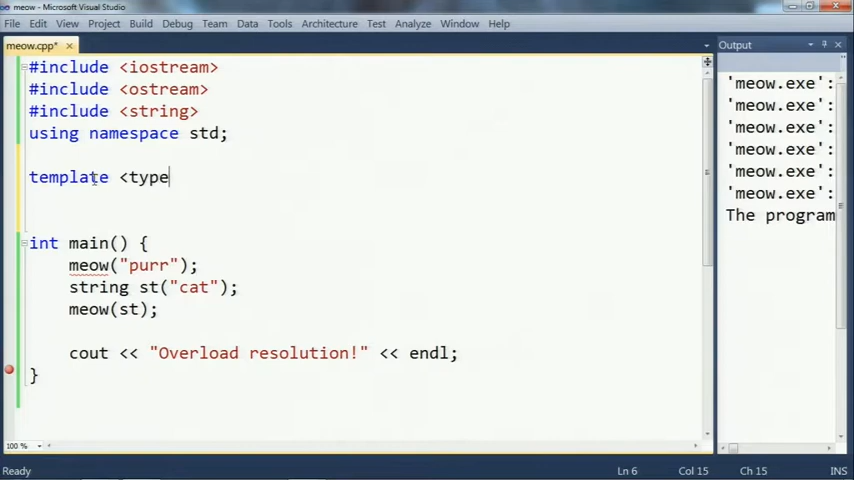 meow - Microsoft Visual Studio
File Edit View Project Build Debug Team Data Tools Architecture Test Analyze Window Help
meow.cpp*
Output
#include <iostream>
#include <ostream>
#include <string>
using namespace std;
template <type
int main() {
meow("purr");
string st("cat");
meow(st);
cout << "Overload resolution!" << endl;
}
'meow.exe':
'meow.exe':
'meow.exe':
'meow.exe':
'meow.exe':
'meow.exe':
The program
100 %
Ready Ln 6 Col 15 Ch 15 INS